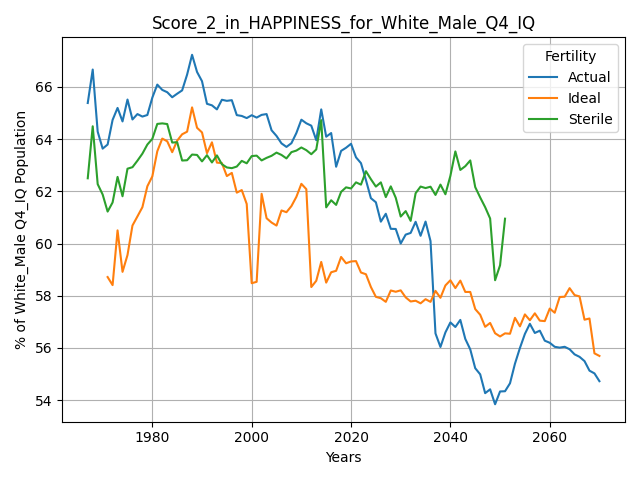 Score_2_in_HAPPINESS_for_White_Male_Q4_IQ
% of White_Male Q4_IQ Population
66
64
62
60
58
56
54
Fertility
Actual
Ideal
Sterile
1980
2000
2020
2040
2060
Years